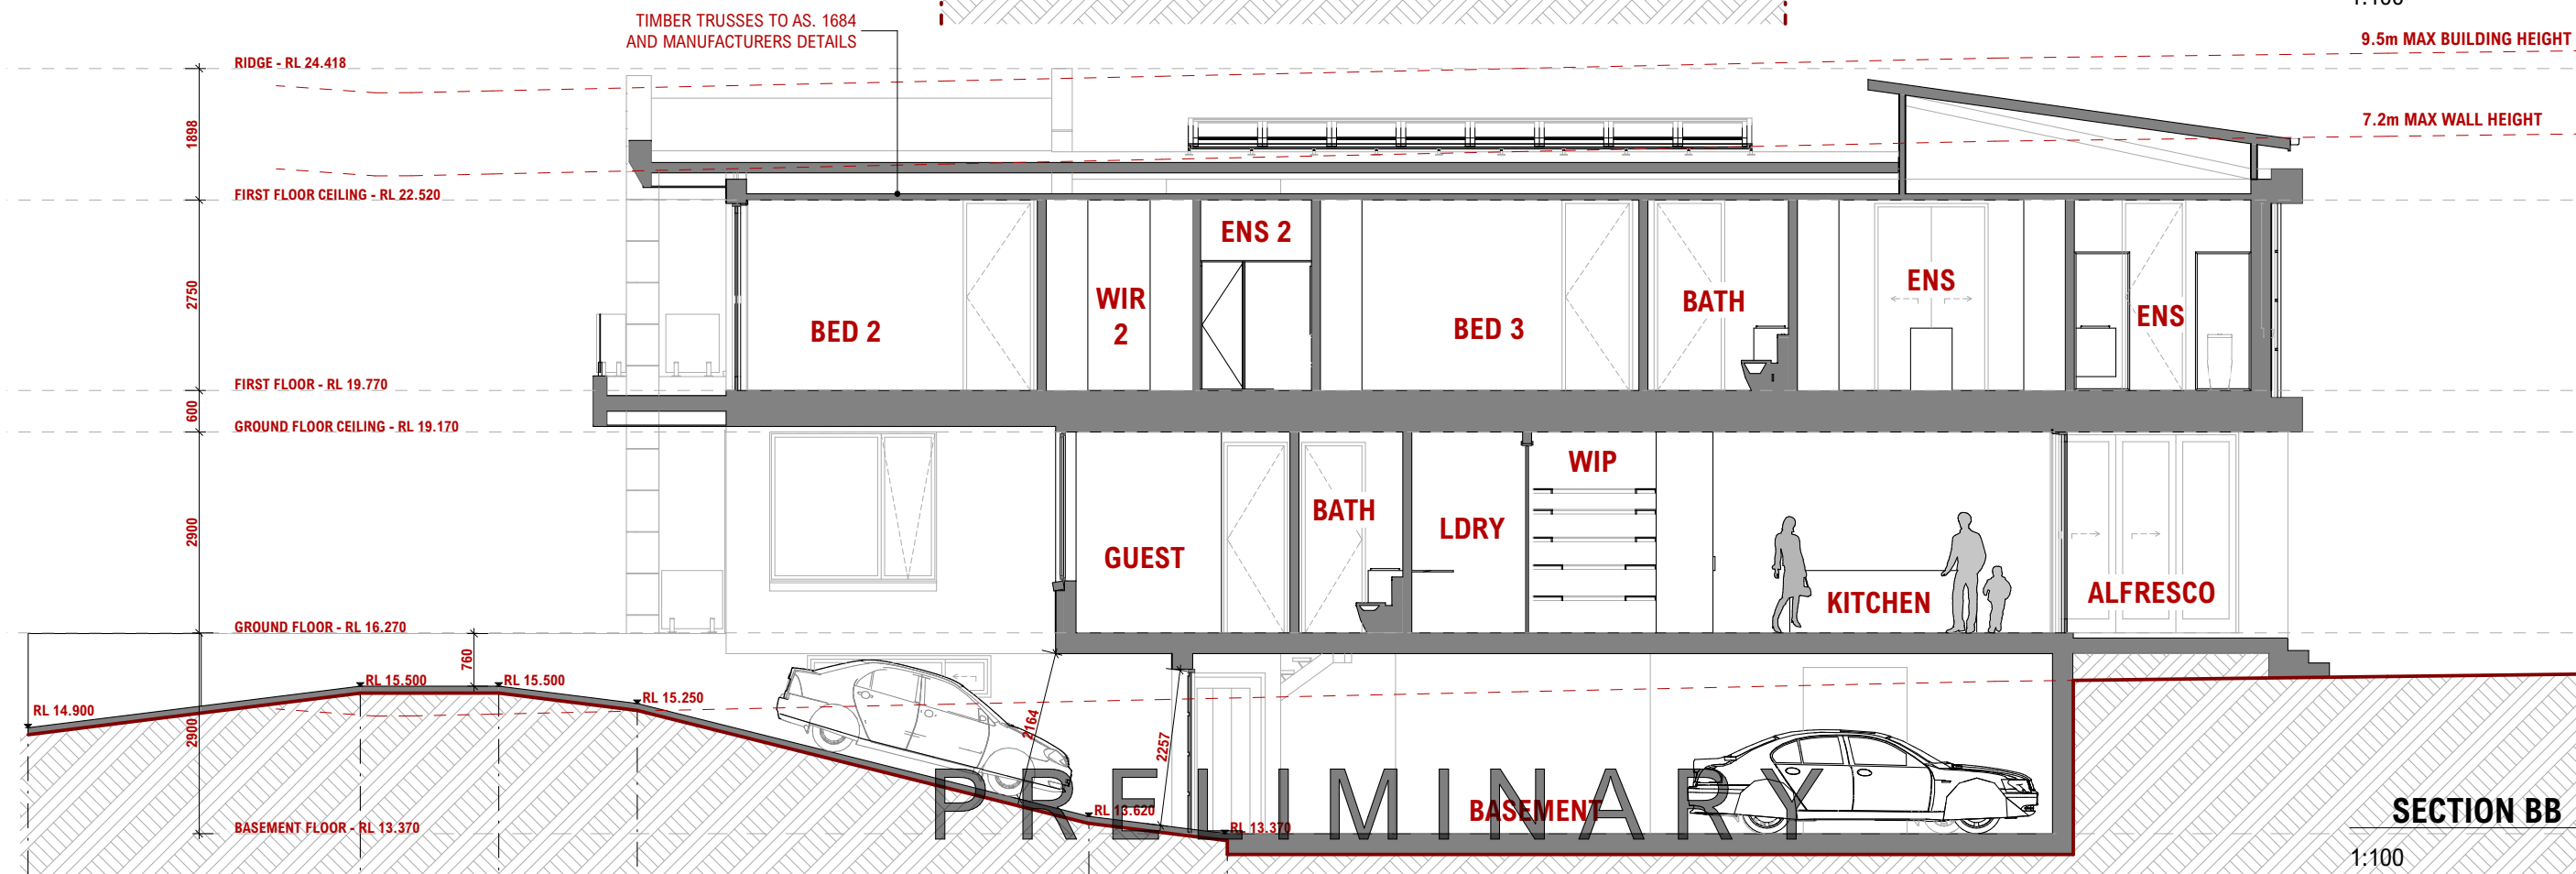 1:100
TIMBER TRUSSES TO AS. 1684
AND MANUFACTURERS DETAILS
9.5m MAX BUILDING HEIGHT
RIDGE - RL 24.418
1898
7.2m MAX WALL HEIGHT
FIRST FLOOR CEILING - RL 22.520
2750
BED 2
WIR
2
ENS 2
BED 3
BATH
ENS
ENS
FIRST FLOOR - RL 19.770
600
GROUND FLOOR CEILING - RL 19.170
2900
GUEST
BATH
LDRY
WIP
KITCHEN
ALFRESCO
GROUND FLOOR - RL 16.270
760
RL 14.900
RL 15.500
RL 15.500
RL 15.250
2900
2164
2257
RL 13.620
RL 13.370
BASEMENT FLOOR - RL 13.370
PRELIMINARY
BASEMENT
SECTION BB
1:100